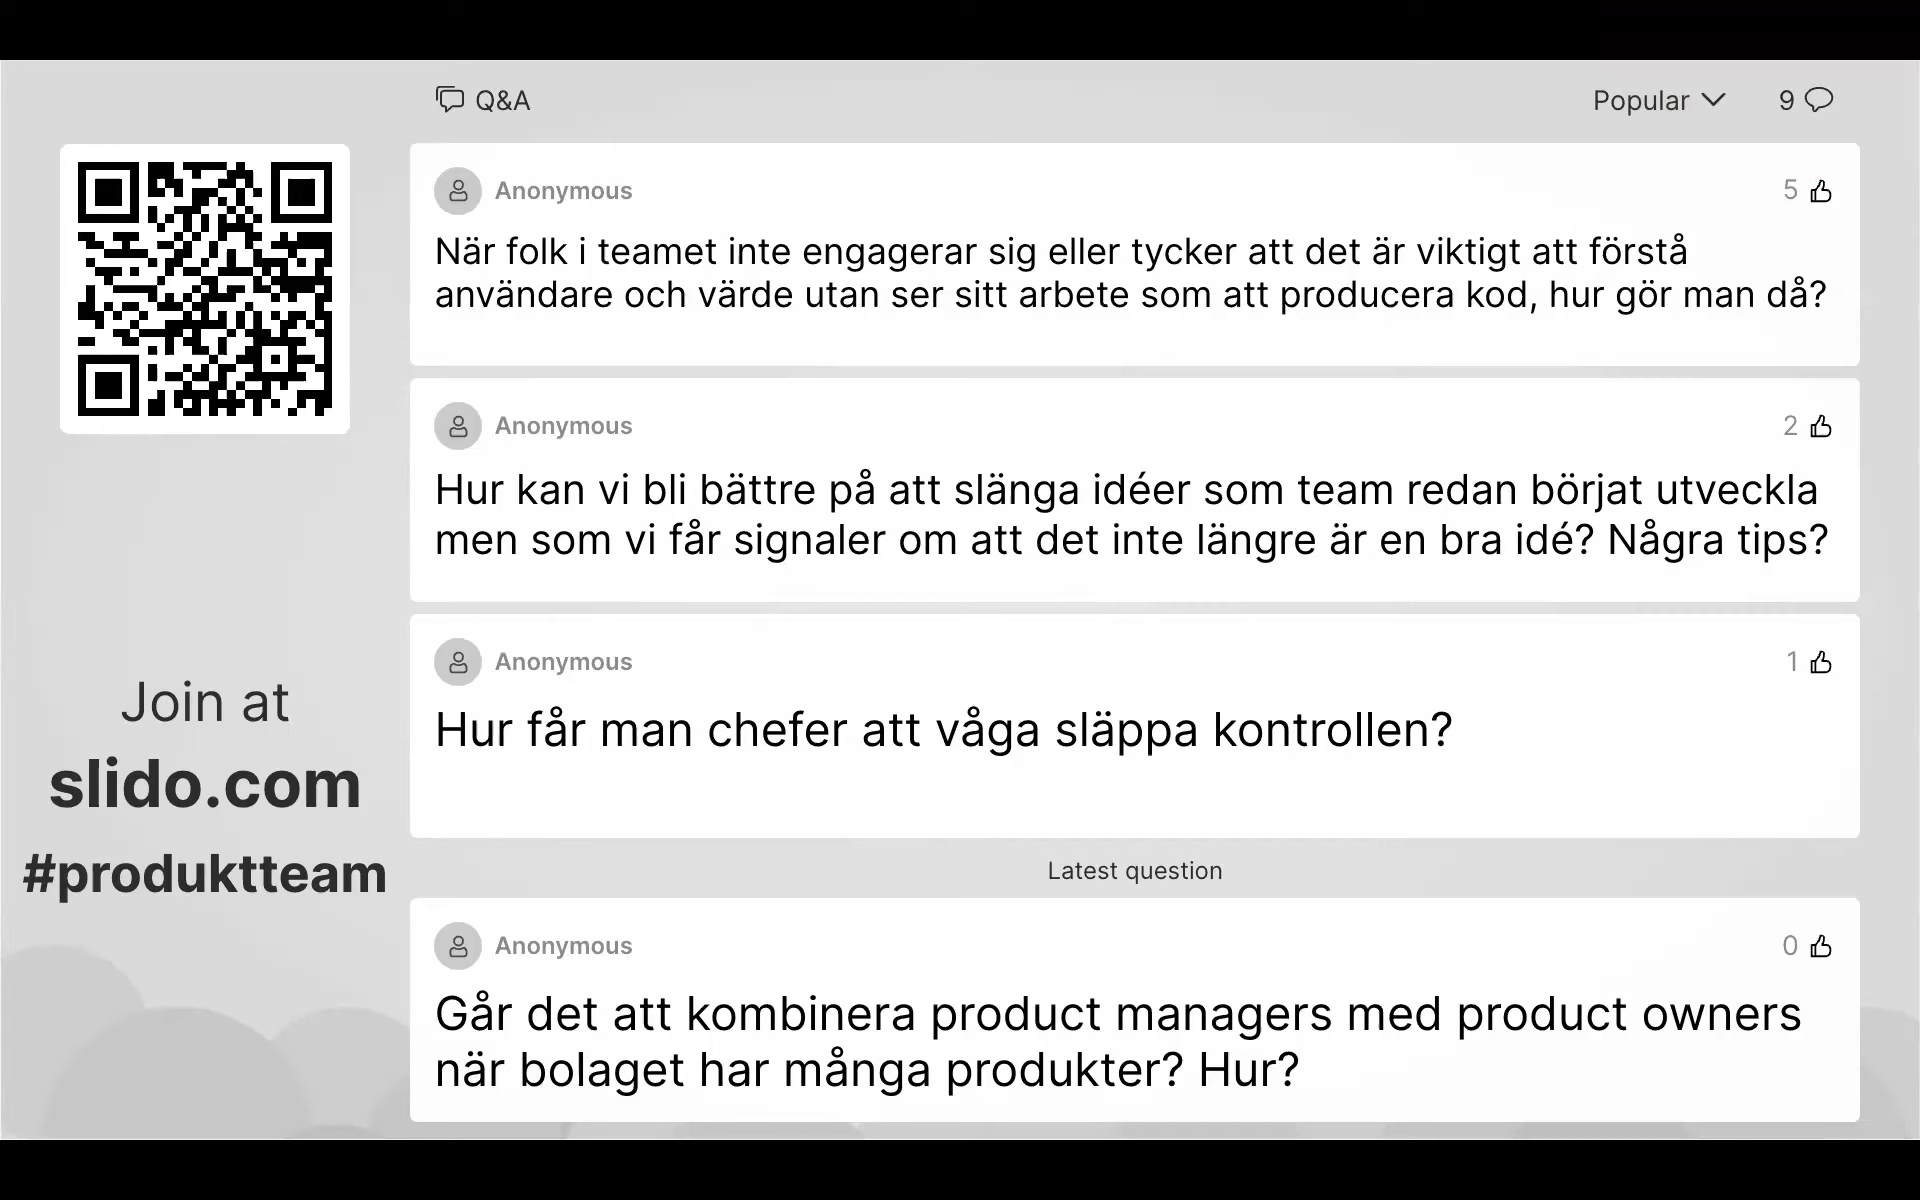 Q&A
Popular
9
Anonymous
5
När folk i teamet inte engagerar sig eller tycker att det är viktigt att förstå
användare och värde utan ser sitt arbete som att producera kod, hur gör man då?
Anonymous
2
Hur kan vi bli bättre på att slänga idéer som team redan börjat utveckla
men som vi får signaler om att det inte längre är en bra idé? Några tips?
Anonymous
1
Hur får man chefer att våga släppa kontrollen?
Join at
slido.com
#produktteam
Latest question
Anonymous
0
Går det att kombinera product managers med product owners
när bolaget har många produkter? Hur?